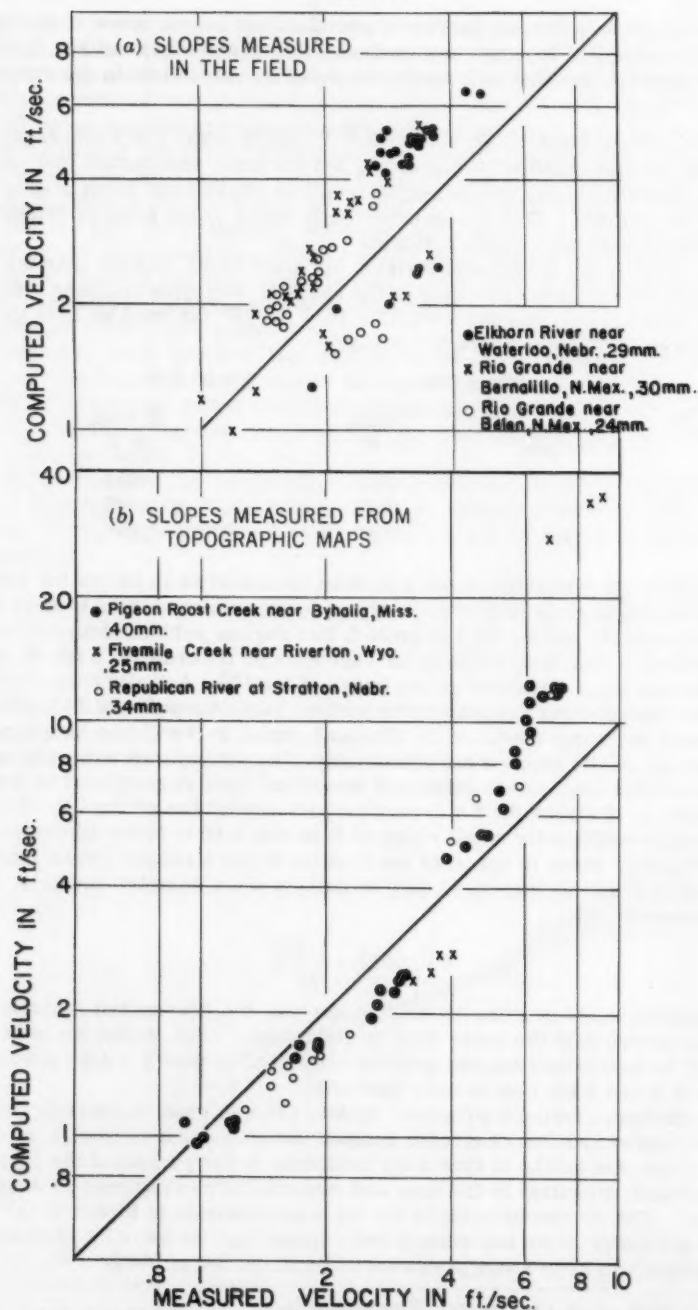 (a) SLOPES MEASURED
IN THE FIELD
8
6
4
2
1
COMPUTED VELOCITY IN ft./sec.
Elkhorn River near
Waterloo, Nebr. .29mm.
x Rio Grande near
Bernalillo, N.Mex., .30mm.
Rio Grande near
Belen, N.Mex., .24mm.
40
(b) SLOPES MEASURED FROM
TOPOGRAPHIC MAPS
20
10
8
6
4
2
1
.8
COMPUTED VELOCITY IN ft/sec.
Pigeon Roost Creek near Byhalia, Miss.
.40mm.
x Fivemile Creek near Riverton, Wyo.
.25mm.
Republican River at Stratton, Nebr.
.34mm.
.8 1 2 4 6 8 10
MEASURED VELOCITY IN ft./sec.